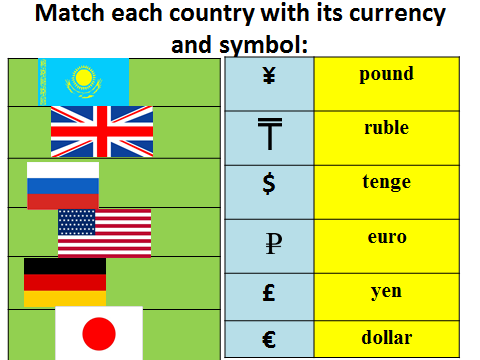 Match each country with its currency
and symbol:
¥ pound
₸ ruble
$ tenge
₽ euro
£ yen
€ dollar